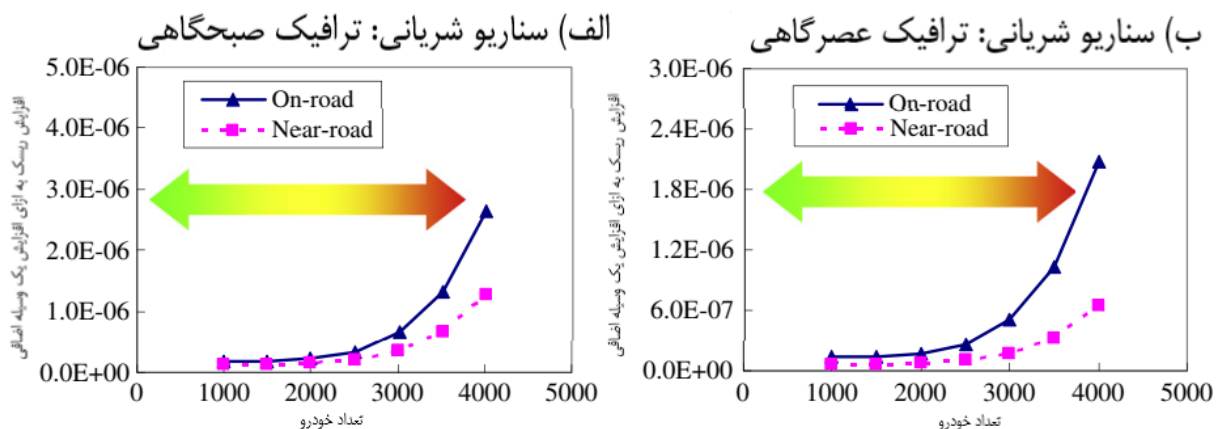 الف) سناریو شریانی: ترافیک صبحگاهی
افزایش ریسک به ازای افزایش یک وسیله اضافی
5.0E-06
4.0E-06
3.0E-06
2.0E-06
1.0E-06
0.0E+00
On-road
Near-road
0
1000
2000
3000
4000
5000
تعداد خودرو
ب) سناریو شریانی: ترافیک عصرگاهی
افزایش ریسک به ازای افزایش یک وسیله اضافی
3.0E-06
2.4E-06
1.8E-06
1.2E-06
6.0E-07
0.0E+00
On-road
Near-road
0
1000
2000
3000
4000
5000
تعداد خودرو